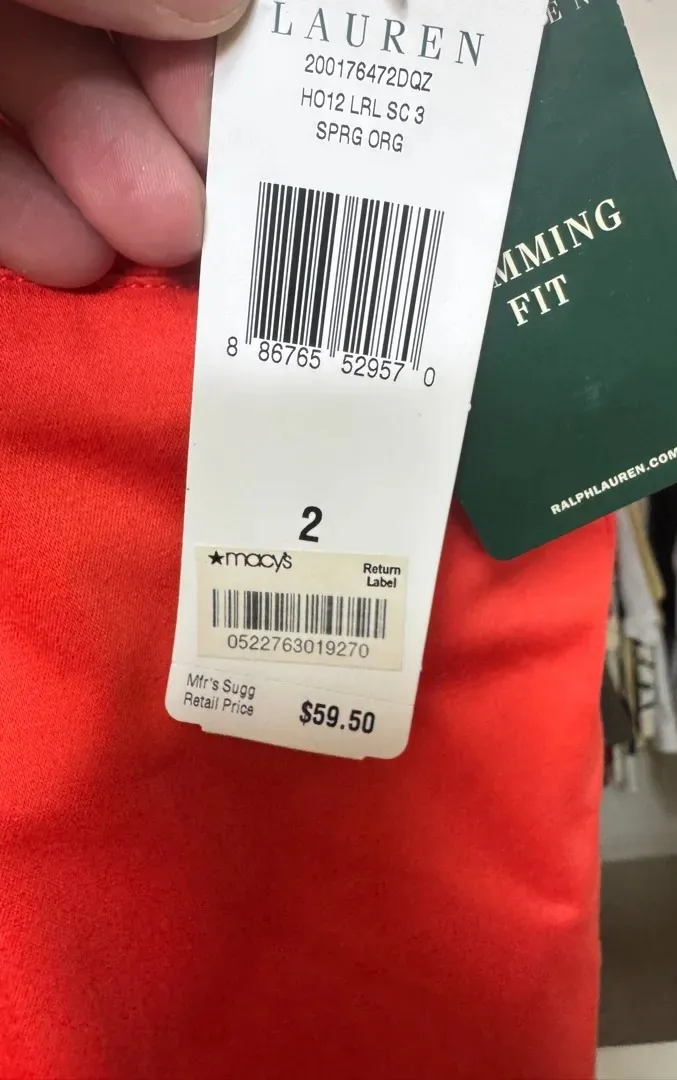 LAUREN
200176472DQZ
HO12 LRL SC 3
SPRG ORG
8 86765 52957 0
2
★macy's
Return
Label
0522763019270
Mfr's Sugg
Retail Price
$59.50
MMING
FIT
RALPHLAUREN.COM